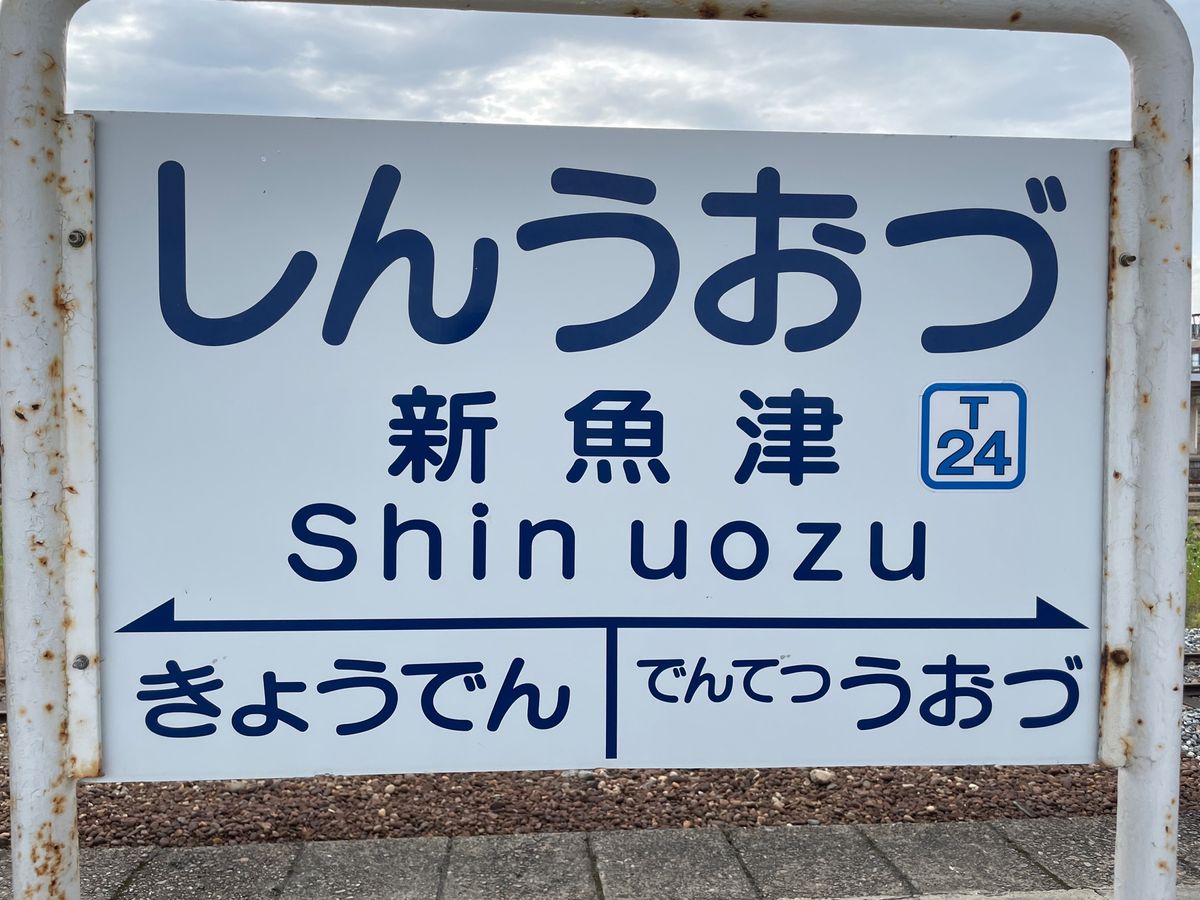 しんうおづ
新魚津
T
24
Shin uozu
きょうでん
でんてつうおづ